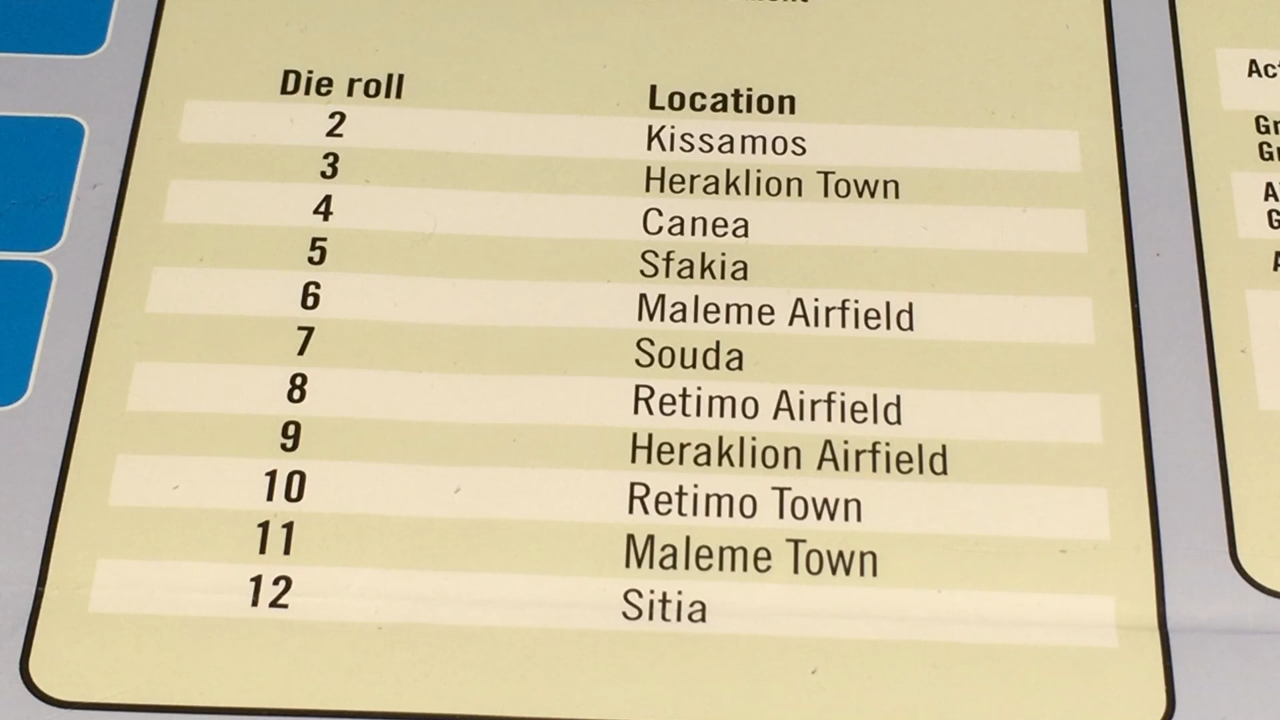 Die roll Location
2 Kissamos
3 Heraklion Town
4 Canea
5 Sfakia
6 Maleme Airfield
7 Souda
8 Retimo Airfield
9 Heraklion Airfield
10 Retimo Town
11 Maleme Town
12 Sitia